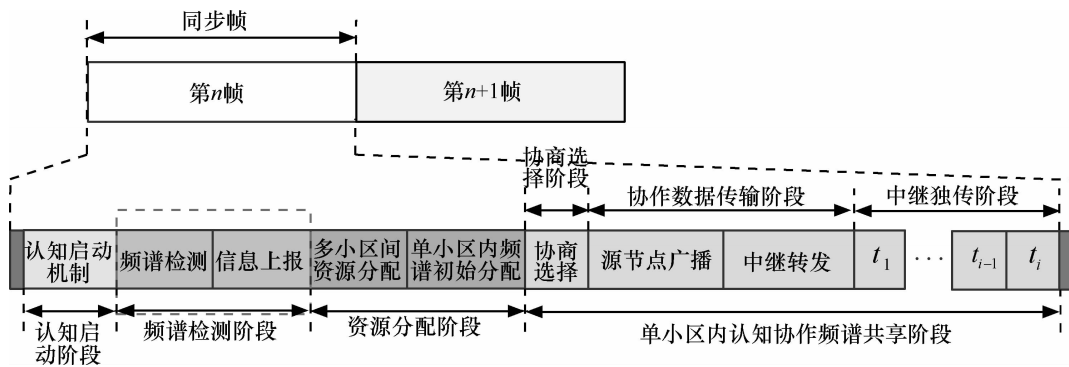 同步帧
第n帧
第n+1帧
协商选
择阶段
协作数据传输阶段
中继独传阶段
认知启动
机制
频谱检测
信息上报
多小区间
资源分配
单小区内频
谱初始分配
协商
选择
源节点广播
中继转发
t1
···
ti−1
ti
认知启
动阶段
频谱检测阶段
资源分配阶段
单小区内认知协作频谱共享阶段